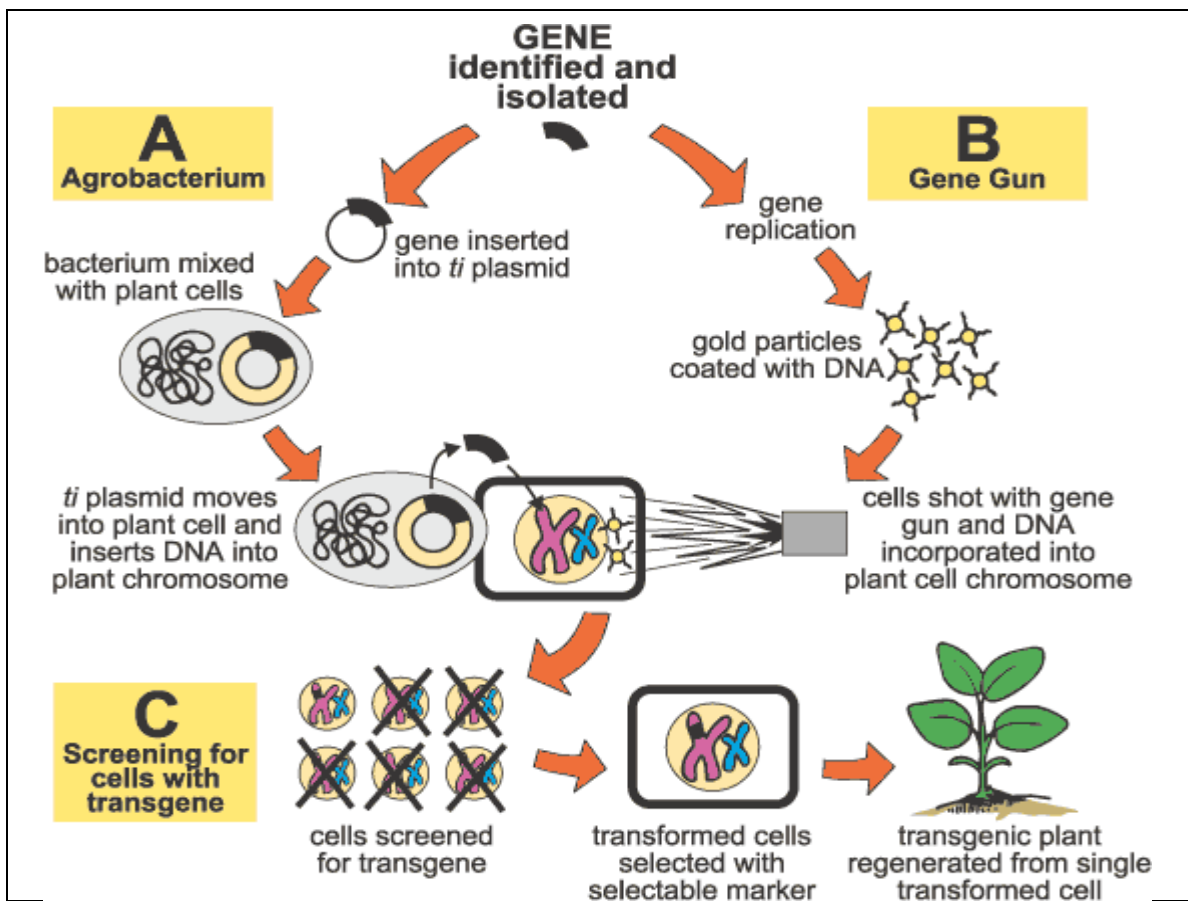 GENE
identified and
isolated
A
Agrobacterium
B
Gene Gun
gene inserted
into ti plasmid
gene
replication
bacterium mixed
with plant cells
gold particles
coated with DNA
ti plasmid moves
into plant cell and
inserts DNA into
plant chromosome
cells shot with gene
gun and DNA
incorporated into
plant cell chromosome
C
Screening for
cells with
transgene
cells screened
for transgene
transformed cells
selected with
selectable marker
transgenic plant
regenerated from single
transformed cell